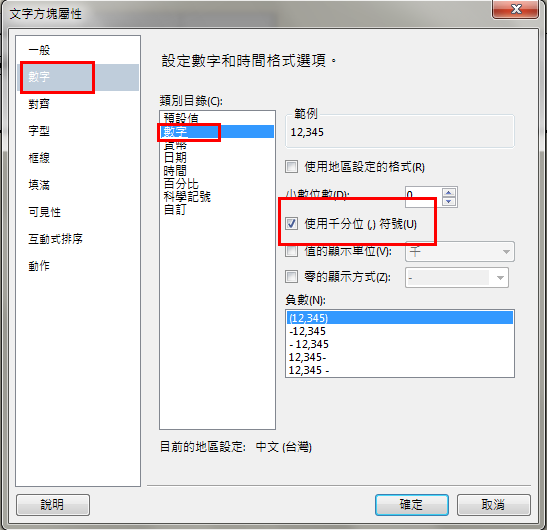 文字方塊屬性
一般
數字
對齊
字型
框線
填滿
可見性
互動式排序
動作
設定數字和時間格式選項。
類別目錄(C):
預設值
數字
貨幣
日期
時間
百分比
科學記號
自訂
範例
12,345
使用地區設定的格式(R)
小數位數(D):
0
使用千分位 (,) 符號(U)
值的顯示單位(V):
千
零的顯示方式(Z):
-
負數(N):
(12,345)
-12,345
- 12,345
12,345-
12,345 -
目前的地區設定: 中文 (台灣)
說明
確定
取消